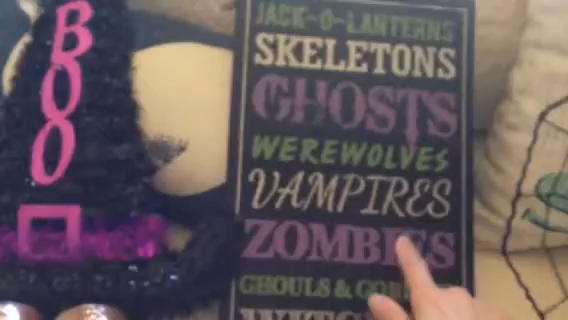 BOO
JACK-O-LANTERNS
SKELETONS
GHOSTS
WEREWOLVES
VAMPIRES
ZOMBIES
GHOULS &